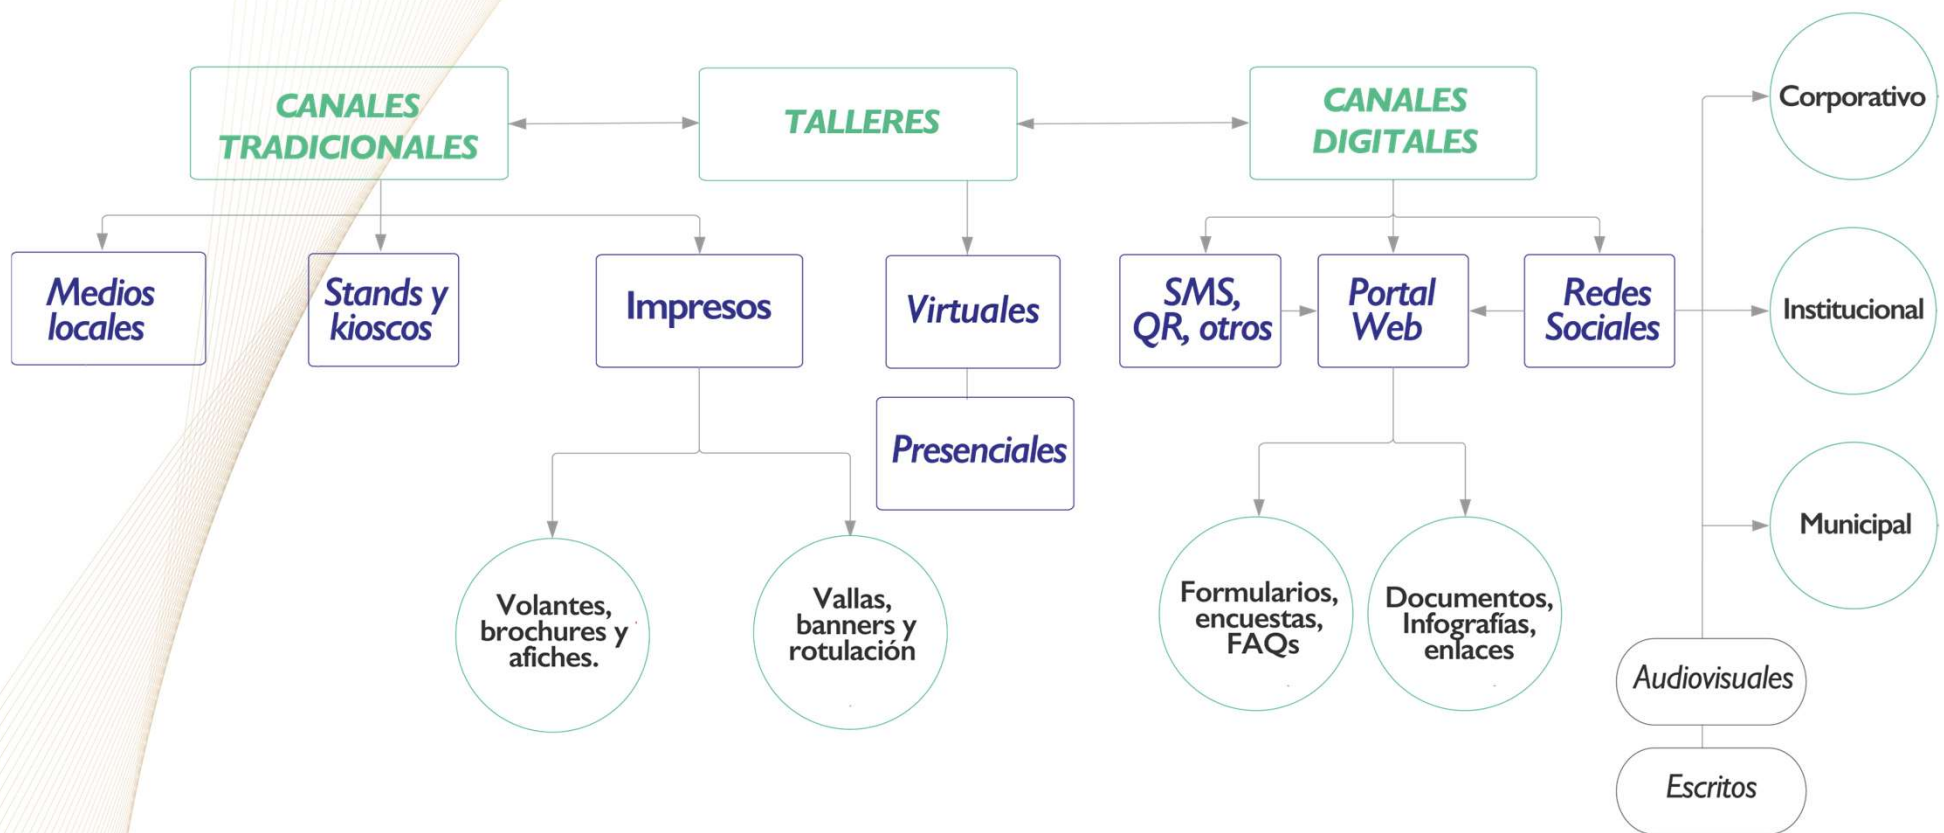 CANALES
TRADICIONALES
TALLERES
CANALES
DIGITALES
Corporativo
Medios
locales
Stands y
kioscos
Impresos
Virtuales
SMS,
QR, otros
Portal
Web
Redes
Sociales
Institucional
Presenciales
Municipal
Volantes,
brochures y
afiches.
Vallas,
banners y
rotulación
Formularios,
encuestas,
FAQs
Documentos,
Infografías,
enlaces
Audiovisuales
Escritos